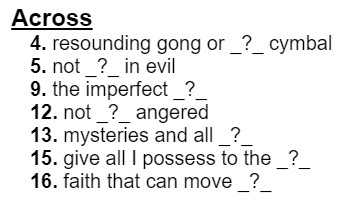 Across
4. resounding gong or _?_ cymbal
5. not _?_ in evil
9. the imperfect _?_
12. not _?_ angered
13. mysteries and all _?_
15. give all I possess to the _?_
16. faith that can move _?_